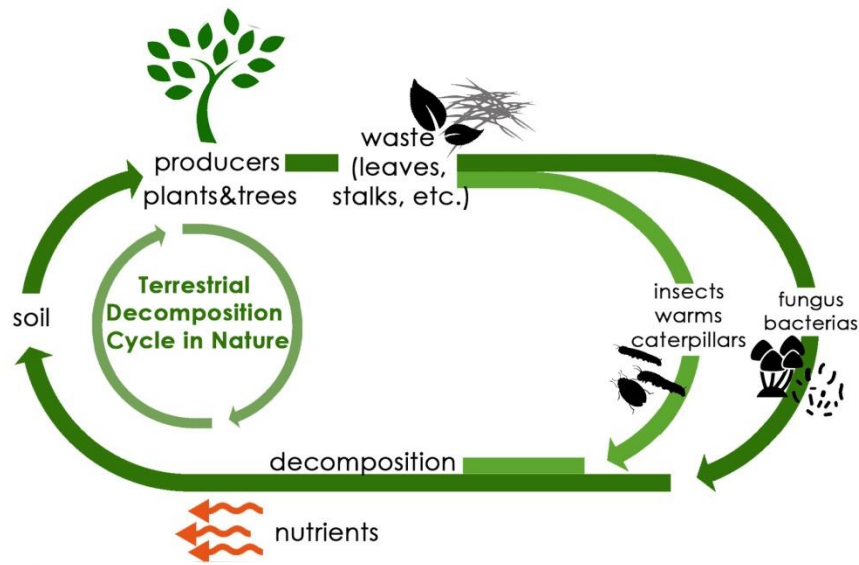 producers
plants&trees
waste
(leaves,
stalks, etc.)
Terrestrial
Decomposition
Cycle in Nature
soil
insects
warms
caterpillars
fungus
bacterias
decomposition
nutrients